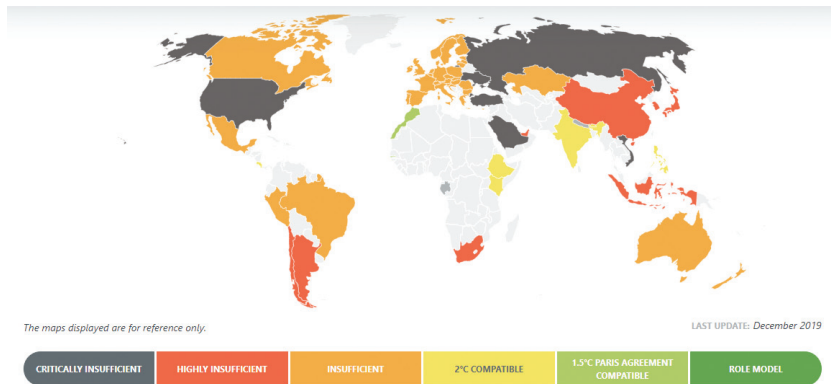 The maps displayed are for reference only.
LAST UPDATE: December 2019
CRITICALLY INSUFFICIENT
HIGHLY INSUFFICIENT
INSUFFICIENT
2°C COMPATIBLE
1.5°C PARIS AGREEMENT
COMPATIBLE
ROLE MODEL